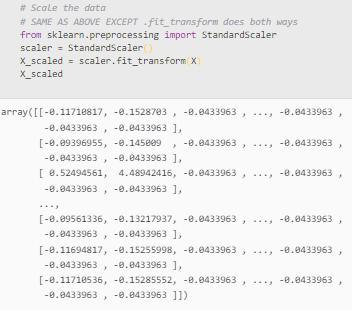 # Scale the data
# SAME AS ABOVE EXCEPT .fit_transform does both ways
from sklearn.preprocessing import StandardScaler
scaler = StandardScaler()
X_scaled = scaler.fit_transform(X)
X_scaled
array([[-0.11710817, -0.1528703 , -0.0433963 , ..., -0.0433963 ,
-0.0433963 , -0.0433963 ],
[-0.09396955, -0.145009 , -0.0433963 , ..., -0.0433963 ,
-0.0433963 , -0.0433963 ],
[ 0.52494561, 4.48942416, -0.0433963 , ..., -0.0433963 ,
-0.0433963 , -0.0433963 ],
...,
[-0.09561336, -0.13217937, -0.0433963 , ..., -0.0433963 ,
-0.0433963 , -0.0433963 ],
[-0.11694817, -0.15255998, -0.0433963 , ..., -0.0433963 ,
-0.0433963 , -0.0433963 ],
[-0.11710536, -0.15285552, -0.0433963 , ..., -0.0433963 ,
-0.0433963 , -0.0433963 ]])